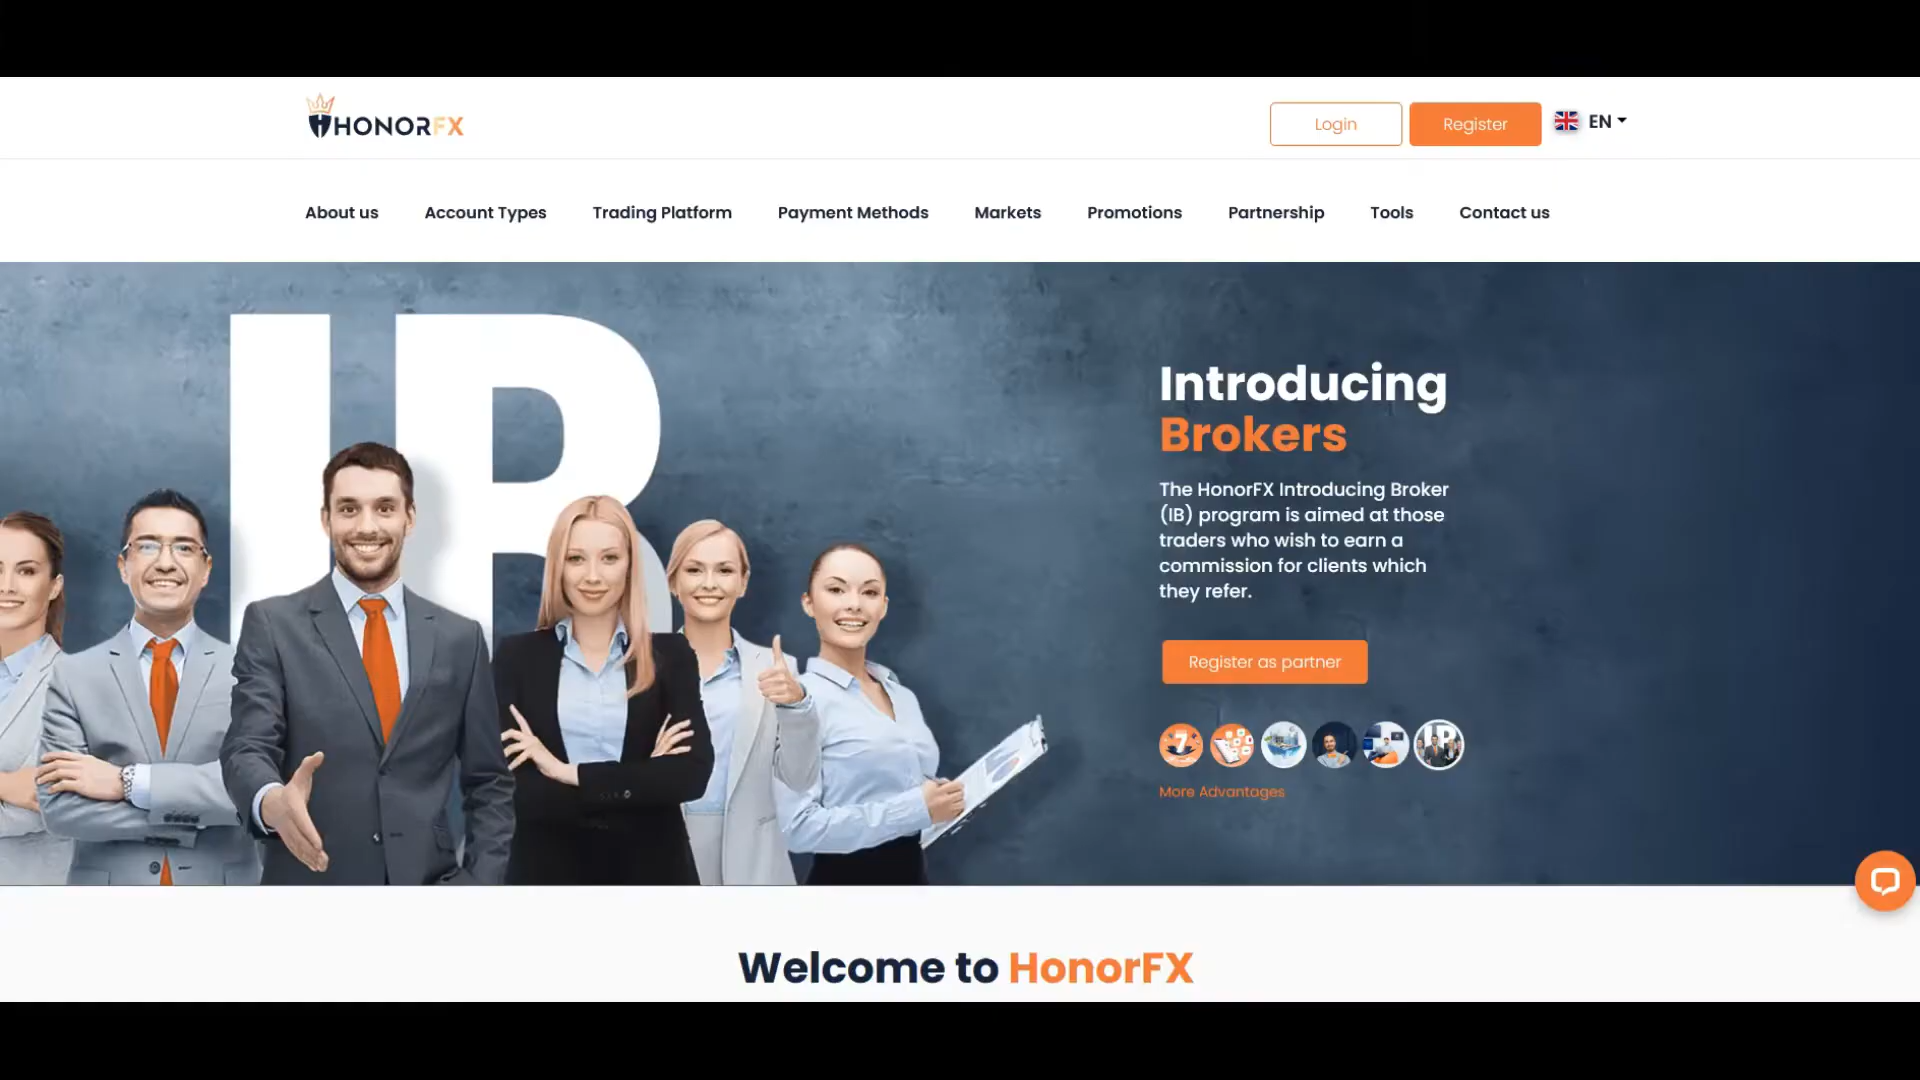 HONORFX
Login
Register
EN
About us
Account Types
Trading Platform
Payment Methods
Markets
Promotions
Partnership
Tools
Contact us
IB
Introducing
Brokers
The HonorFX Introducing Broker
(IB) program is aimed at those
traders who wish to earn a
commission for clients which
they refer.
Register as partner
More Advantages
Welcome to HonorFX